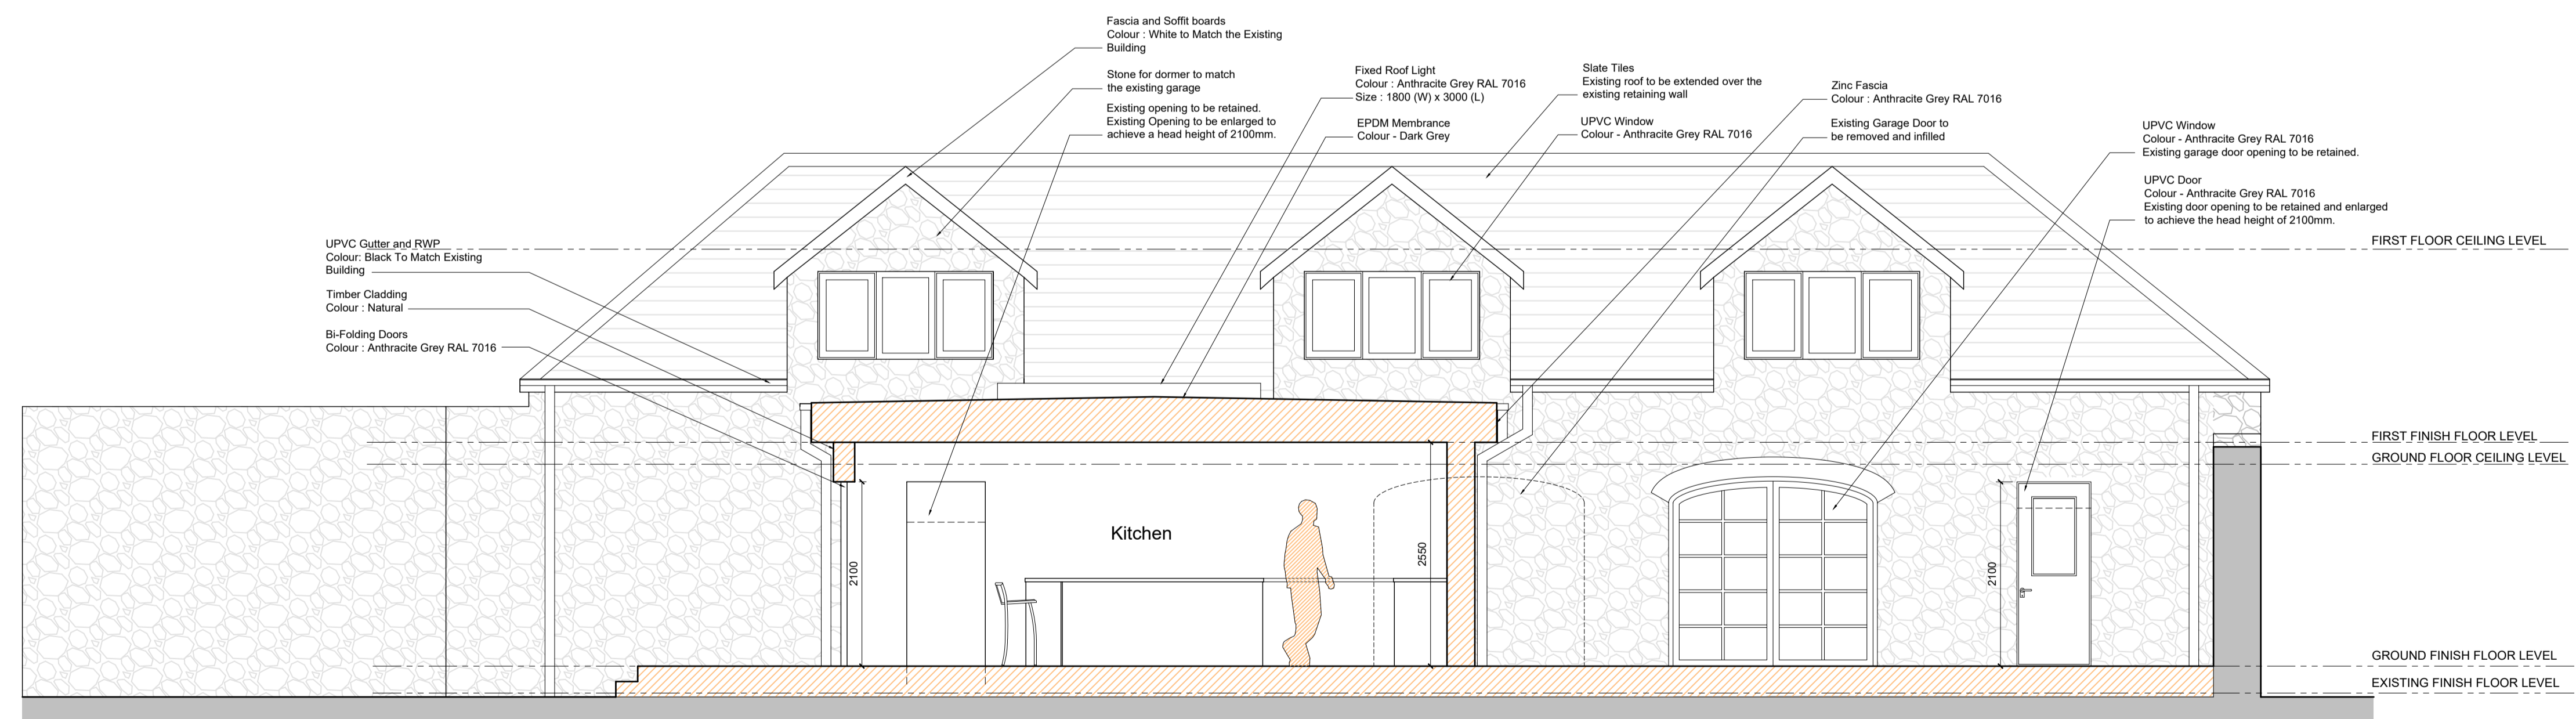 Fascia and Soffit boards
Colour : White to Match the Existing
Building
Stone for dormer to match
the existing garage
Existing opening to be retained.
Existing Opening to be enlarged to
achieve a head height of 2100mm.
Fixed Roof Light
Colour : Anthracite Grey RAL 7016
Size : 1800 (W) x 3000 (L)
EPDM Membrance
Colour - Dark Grey
Slate Tiles
Existing roof to be extended over the
existing retaining wall
UPVC Window
Colour - Anthracite Grey RAL 7016
Zinc Fascia
Colour : Anthracite Grey RAL 7016
Existing Garage Door to
be removed and infilled
UPVC Window
Colour - Anthracite Grey RAL 7016
Existing garage door opening to be retained.
UPVC Door
Colour - Anthracite Grey RAL 7016
Existing door opening to be retained and enlarged
to achieve the head height of 2100mm.
UPVC Gutter and RWP
Colour: Black To Match Existing
Building
Timber Cladding
Colour : Natural
Bi-Folding Doors
Colour : Anthracite Grey RAL 7016
FIRST FLOOR CEILING LEVEL
FIRST FINISH FLOOR LEVEL
GROUND FLOOR CEILING LEVEL
Kitchen
2100
2550
2100
GROUND FINISH FLOOR LEVEL
EXISTING FINISH FLOOR LEVEL